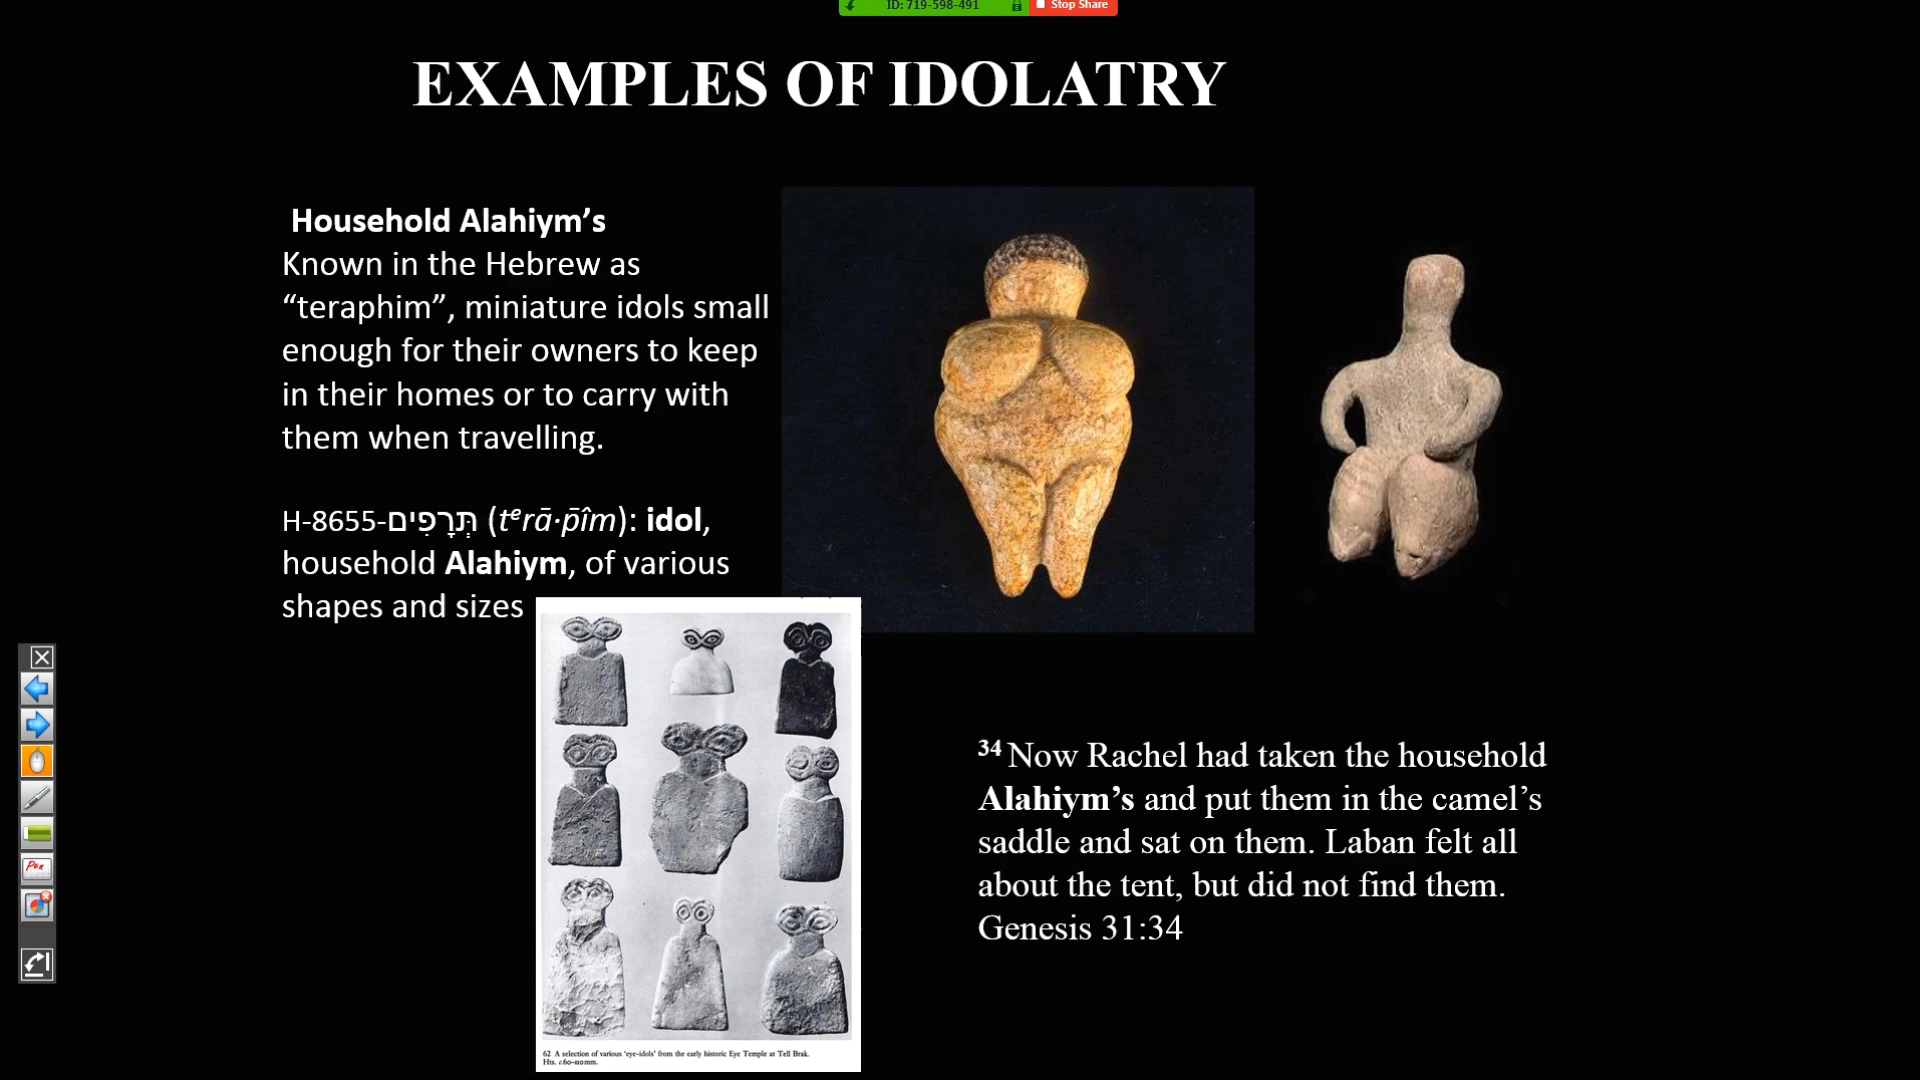 ID: 719-598-491
Stop Share
EXAMPLES OF IDOLATRY
Household Alahiym’s
Known in the Hebrew as
“teraphim”, miniature idols small
enough for their owners to keep
in their homes or to carry with
them when travelling.
H-8655-תְּרָפִים (tᵉrā·p̄îm): idol,
household Alahiym, of various
shapes and sizes
62 A selection of various ‘eye-idols’ from the early historic Eye Temple at Tell Brak.
Hts. c.60–110mm.
34 Now Rachel had taken the household
Alahiym’s and put them in the camel’s
saddle and sat on them. Laban felt all
about the tent, but did not find them.
Genesis 31:34
Pen